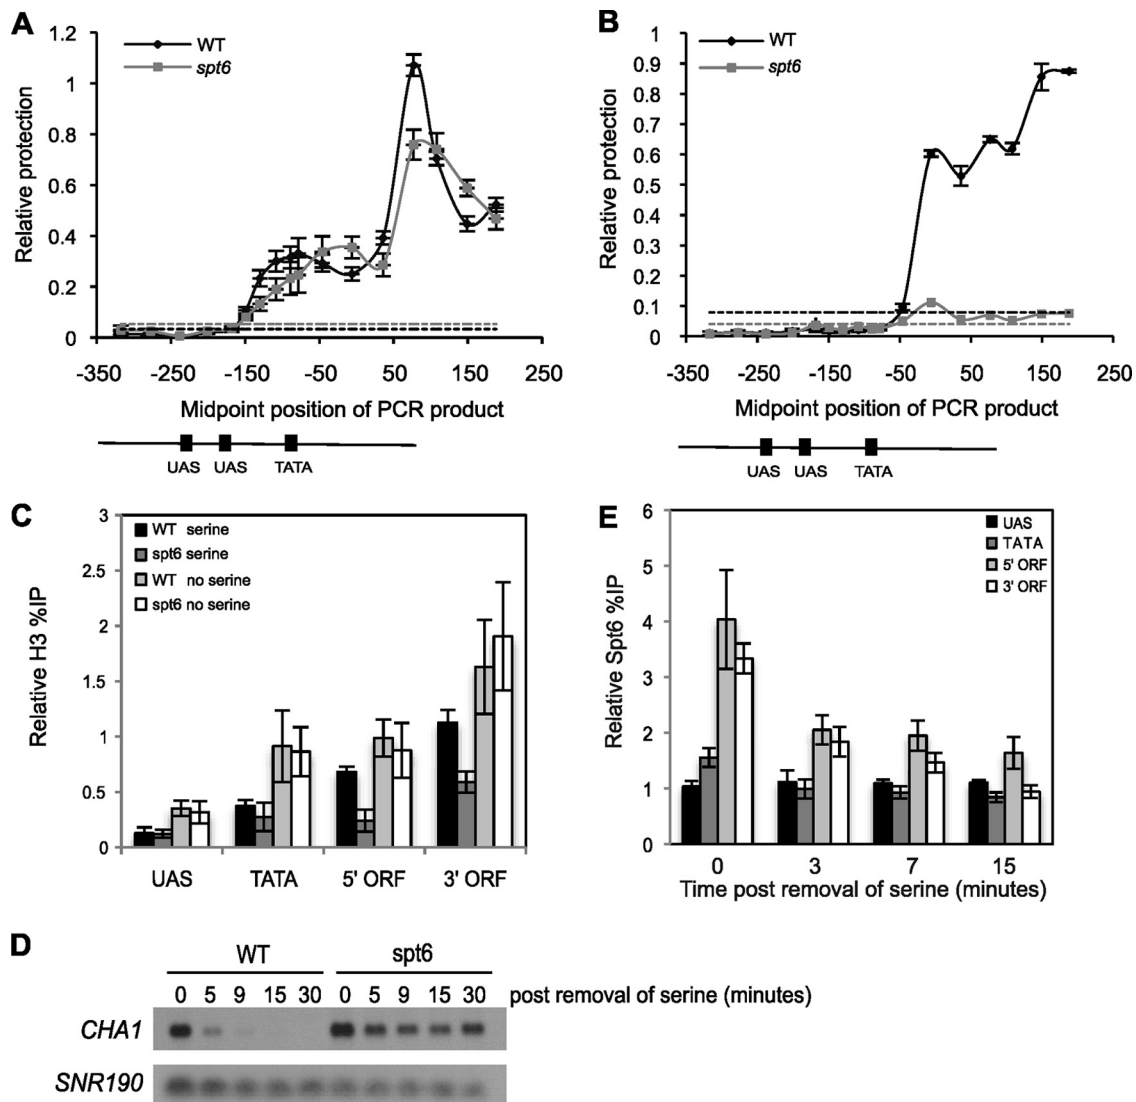 A
1.2
1
0.8
0.6
0.4
0.2
0
Relative protection
WT
spt6
-350 -250 -150 -50 50 150 250
Midpoint position of PCR product
UAS UAS TATA
B
1
0.9
0.8
0.7
0.6
0.5
0.4
0.3
0.2
0.1
0
Relative protection
WT
spt6
-350 -250 -150 -50 50 150 250
Midpoint position of PCR product
UAS UAS TATA
C
3
2.5
2
1.5
1
0.5
0
Relative H3 %IP
WT serine
spt6 serine
WT no serine
spt6 no serine
UAS TATA 5' ORF 3' ORF
E
6
5
4
3
2
1
0
Relative Spt6 %IP
UAS
TATA
5' ORF
3' ORF
0 3 7 15
Time post removal of serine (minutes)
D
WT spt6
0 5 9 15 30 0 5 9 15 30 post removal of serine (minutes)
CHA1
SNR190